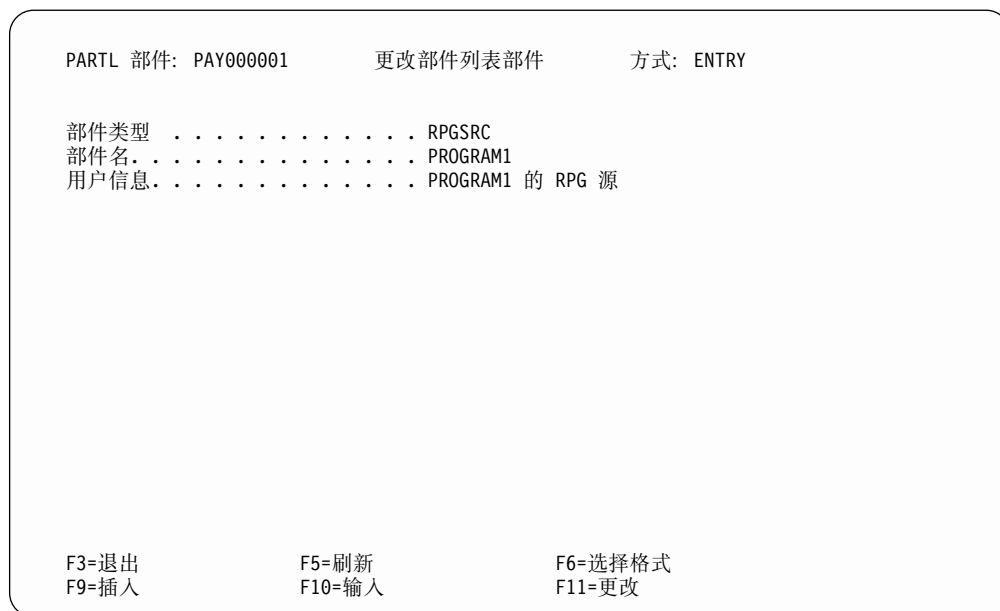 PARTL 部件: PAY000001 更改部件列表部件 方式: ENTRY
部件类型 . . . . . . . . . . . . RPGSRC
部件名. . . . . . . . . . . . . . PROGRAM1
用户信息. . . . . . . . . . . . . PROGRAM1 的 RPG 源
F3=退出 F5=刷新 F6=选择格式
F9=插入 F10=输入 F11=更改